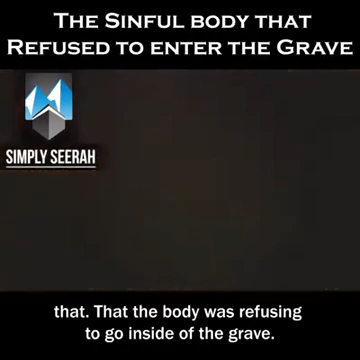 THE SINFUL BODY THAT
REFUSED TO ENTER THE GRAVE
SIMPLY SEERAH
that. That the body was refusing
to go inside of the grave.